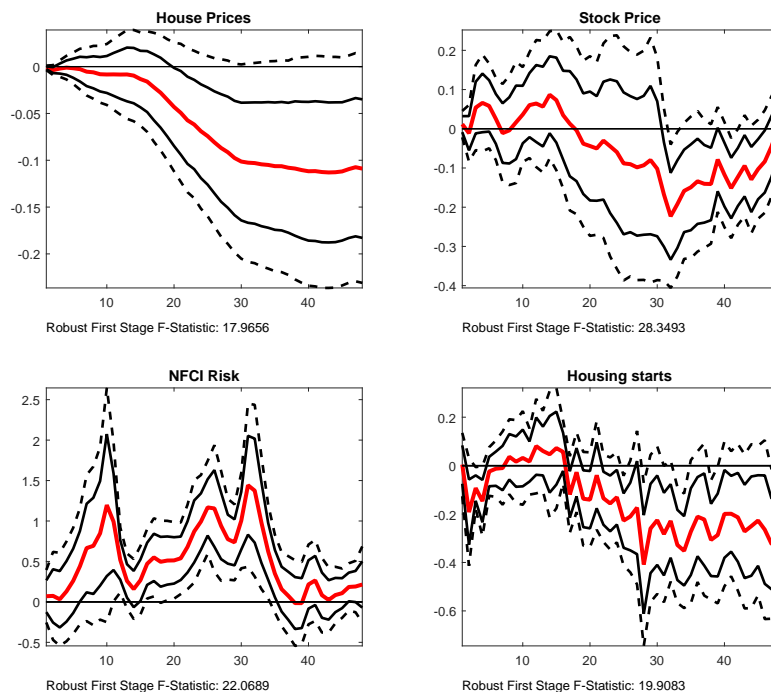 House Prices
0
-0.05
-0.1
-0.15
-0.2
10 20 30 40
Robust First Stage F-Statistic: 17.9656
Stock Price
0.2
0.1
0
-0.1
-0.2
-0.3
-0.4
10 20 30 40
Robust First Stage F-Statistic: 28.3493
NFCI Risk
2.5
2
1.5
1
0.5
0
-0.5
10 20 30 40
Robust First Stage F-Statistic: 22.0689
Housing starts
0.2
0
-0.2
-0.4
-0.6
10 20 30 40
Robust First Stage F-Statistic: 19.9083